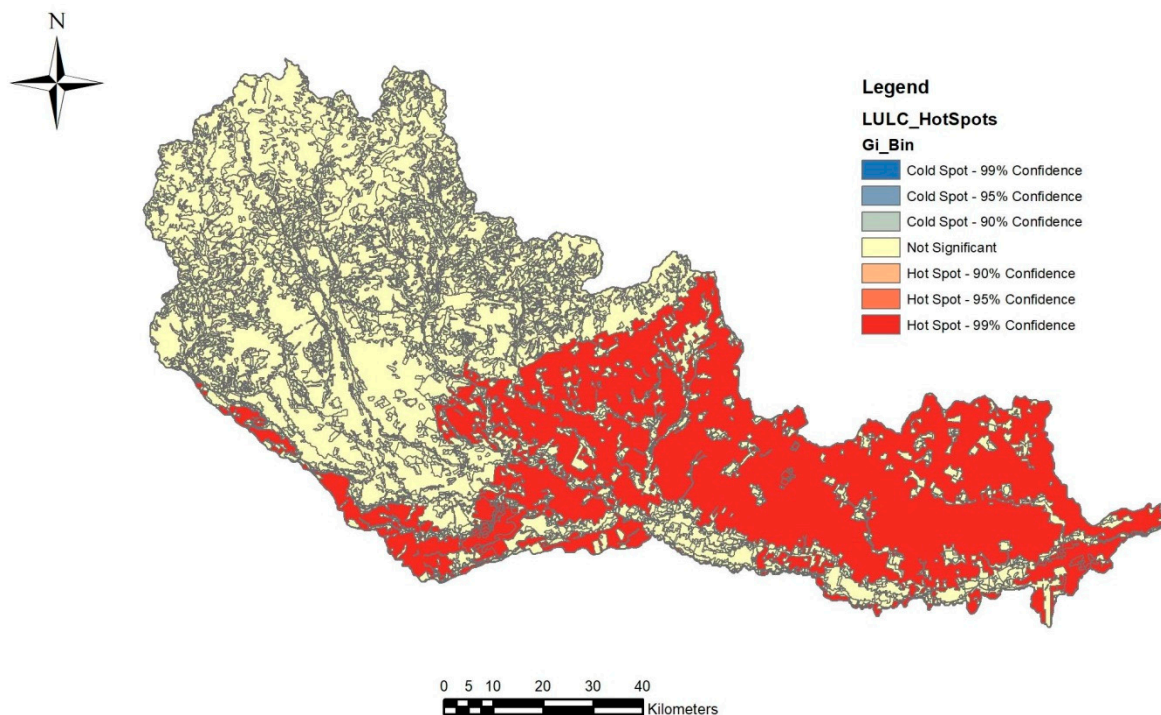 N
Legend
LULC_HotSpots
Gi_Bin
Cold Spot - 99% Confidence
Cold Spot - 95% Confidence
Cold Spot - 90% Confidence
Not Significant
Hot Spot - 90% Confidence
Hot Spot - 95% Confidence
Hot Spot - 99% Confidence
0 5 10 20 30 40
Kilometers